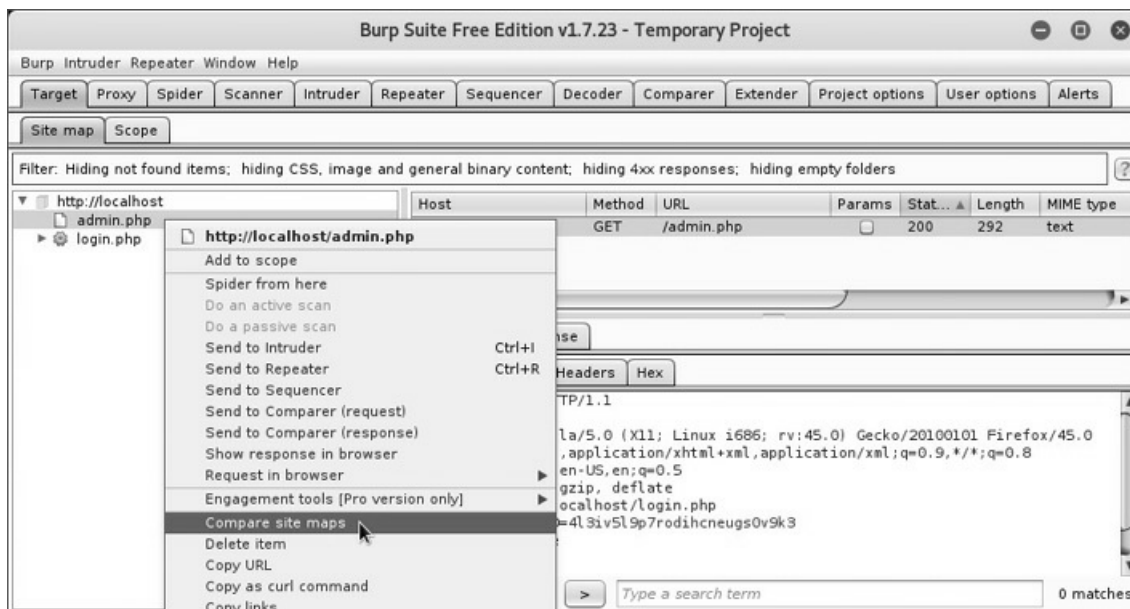 Burp Suite Free Edition v1.7.23 - Temporary Project
Burp Intruder Repeater Window Help
Target Proxy Spider Scanner Intruder Repeater Sequencer Decoder Comparer Extender Project options User options Alerts
Site map Scope
Filter: Hiding not found items; hiding CSS, image and general binary content; hiding 4xx responses; hiding empty folders ?
http://localhost
admin.php
login.php
Host Method URL Params Stat... Length MIME type
GET /admin.php 200 292 text
http://localhost/admin.php
Add to scope
Spider from here
Do an active scan
Do a passive scan
Send to Intruder Ctrl+I
Send to Repeater Ctrl+R
Send to Sequencer
Send to Comparer (request)
Send to Comparer (response)
Show response in browser
Request in browser
Engagement tools [Pro version only]
Compare site maps
Delete item
Copy URL
Copy as curl command
Copy links
nse
Headers Hex
TP/1.1
la/5.0 (X11; Linux i686; rv:45.0) Gecko/20100101 Firefox/45.0
,application/xhtml+xml,application/xml;q=0.9,*/*;q=0.8
en-US,en;q=0.5
gzip, deflate
ocalhost/login.php
=4l3iv5l9p7rodihcneugs0v9k3
> Type a search term 0 matches